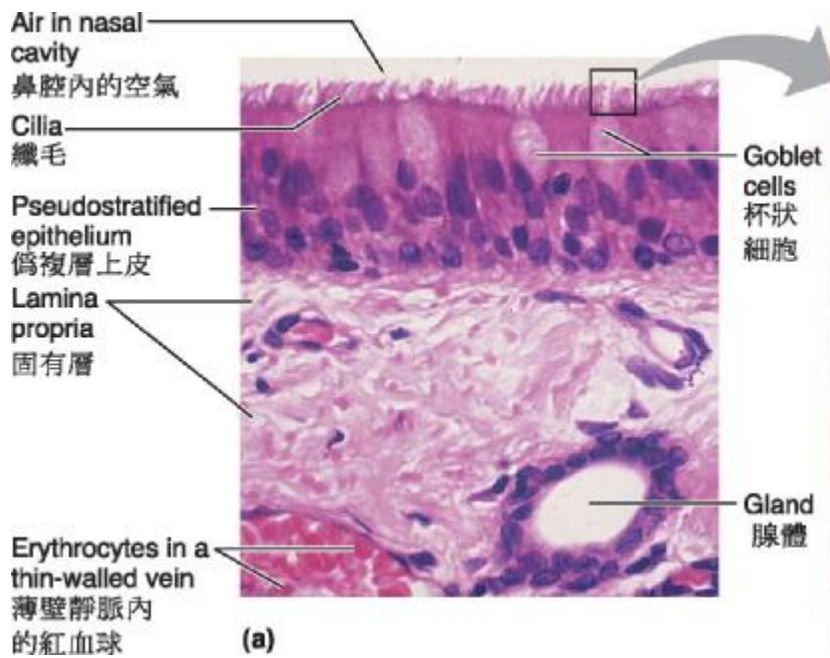 Air in nasal
cavity
鼻腔內的空氣
Cilia
纖毛
Pseudostratified
epithelium
偽複層上皮
Lamina
propria
固有層
Erythrocytes in a
thin-walled vein
薄壁靜脈內
的紅血球
Goblet
cells
杯狀
細胞
Gland
腺體
(a)